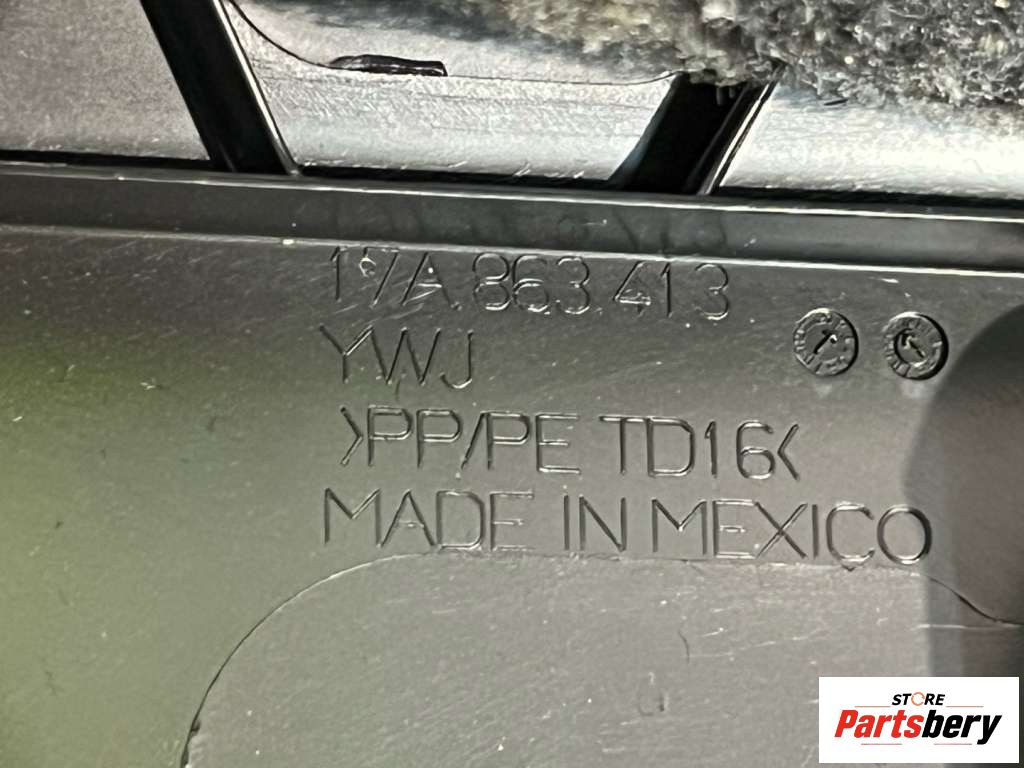 17A.863.413
YWJ
>PP/PE TD16<
MADE IN MEXICO
STORE
Partsbery